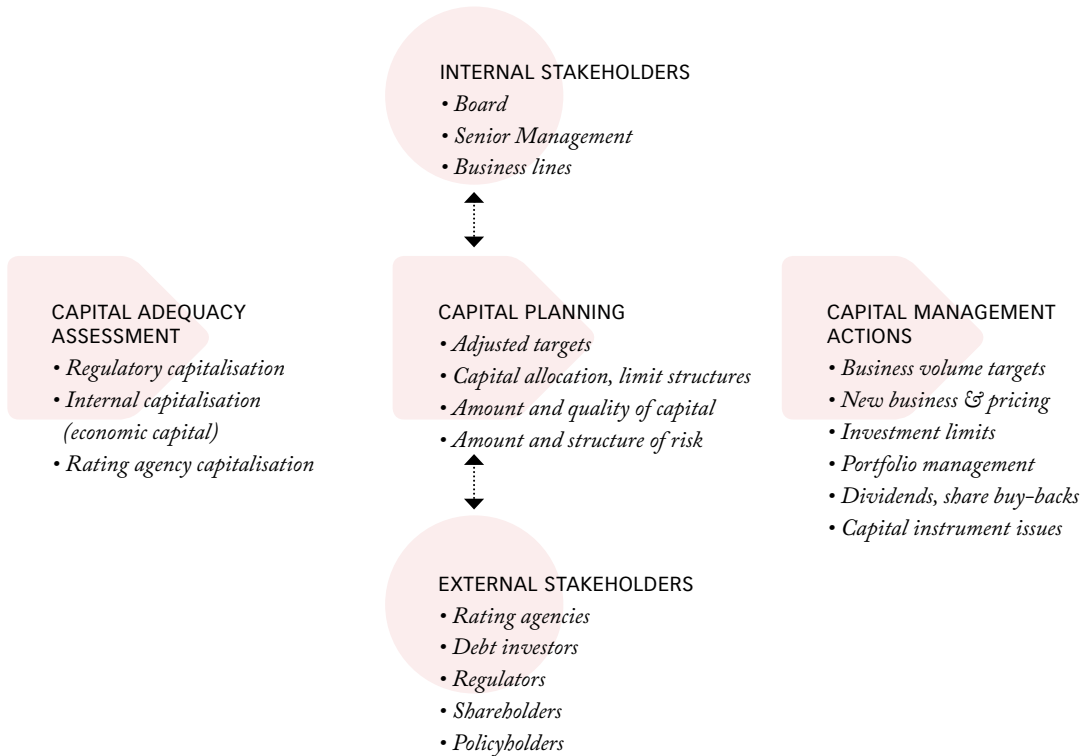 INTERNAL STAKEHOLDERS
• Board
• Senior Management
• Business lines
CAPITAL ADEQUACY
ASSESSMENT
• Regulatory capitalisation
• Internal capitalisation
(economic capital)
• Rating agency capitalisation
CAPITAL PLANNING
• Adjusted targets
• Capital allocation, limit structures
• Amount and quality of capital
• Amount and structure of risk
CAPITAL MANAGEMENT
ACTIONS
• Business volume targets
• New business & pricing
• Investment limits
• Portfolio management
• Dividends, share buy-backs
• Capital instrument issues
EXTERNAL STAKEHOLDERS
• Rating agencies
• Debt investors
• Regulators
• Shareholders
• Policyholders